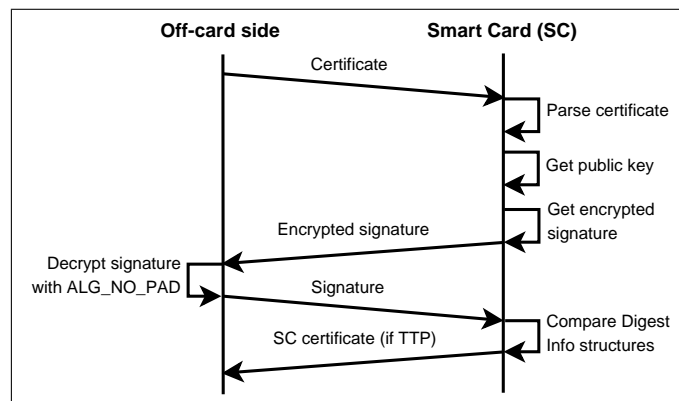 Off-card side
Smart Card (SC)
Certificate
Parse certificate
Get public key
Get encrypted
signature
Encrypted signature
Decrypt signature
with ALG_NO_PAD
Signature
Compare Digest
Info structures
SC certificate (if TTP)